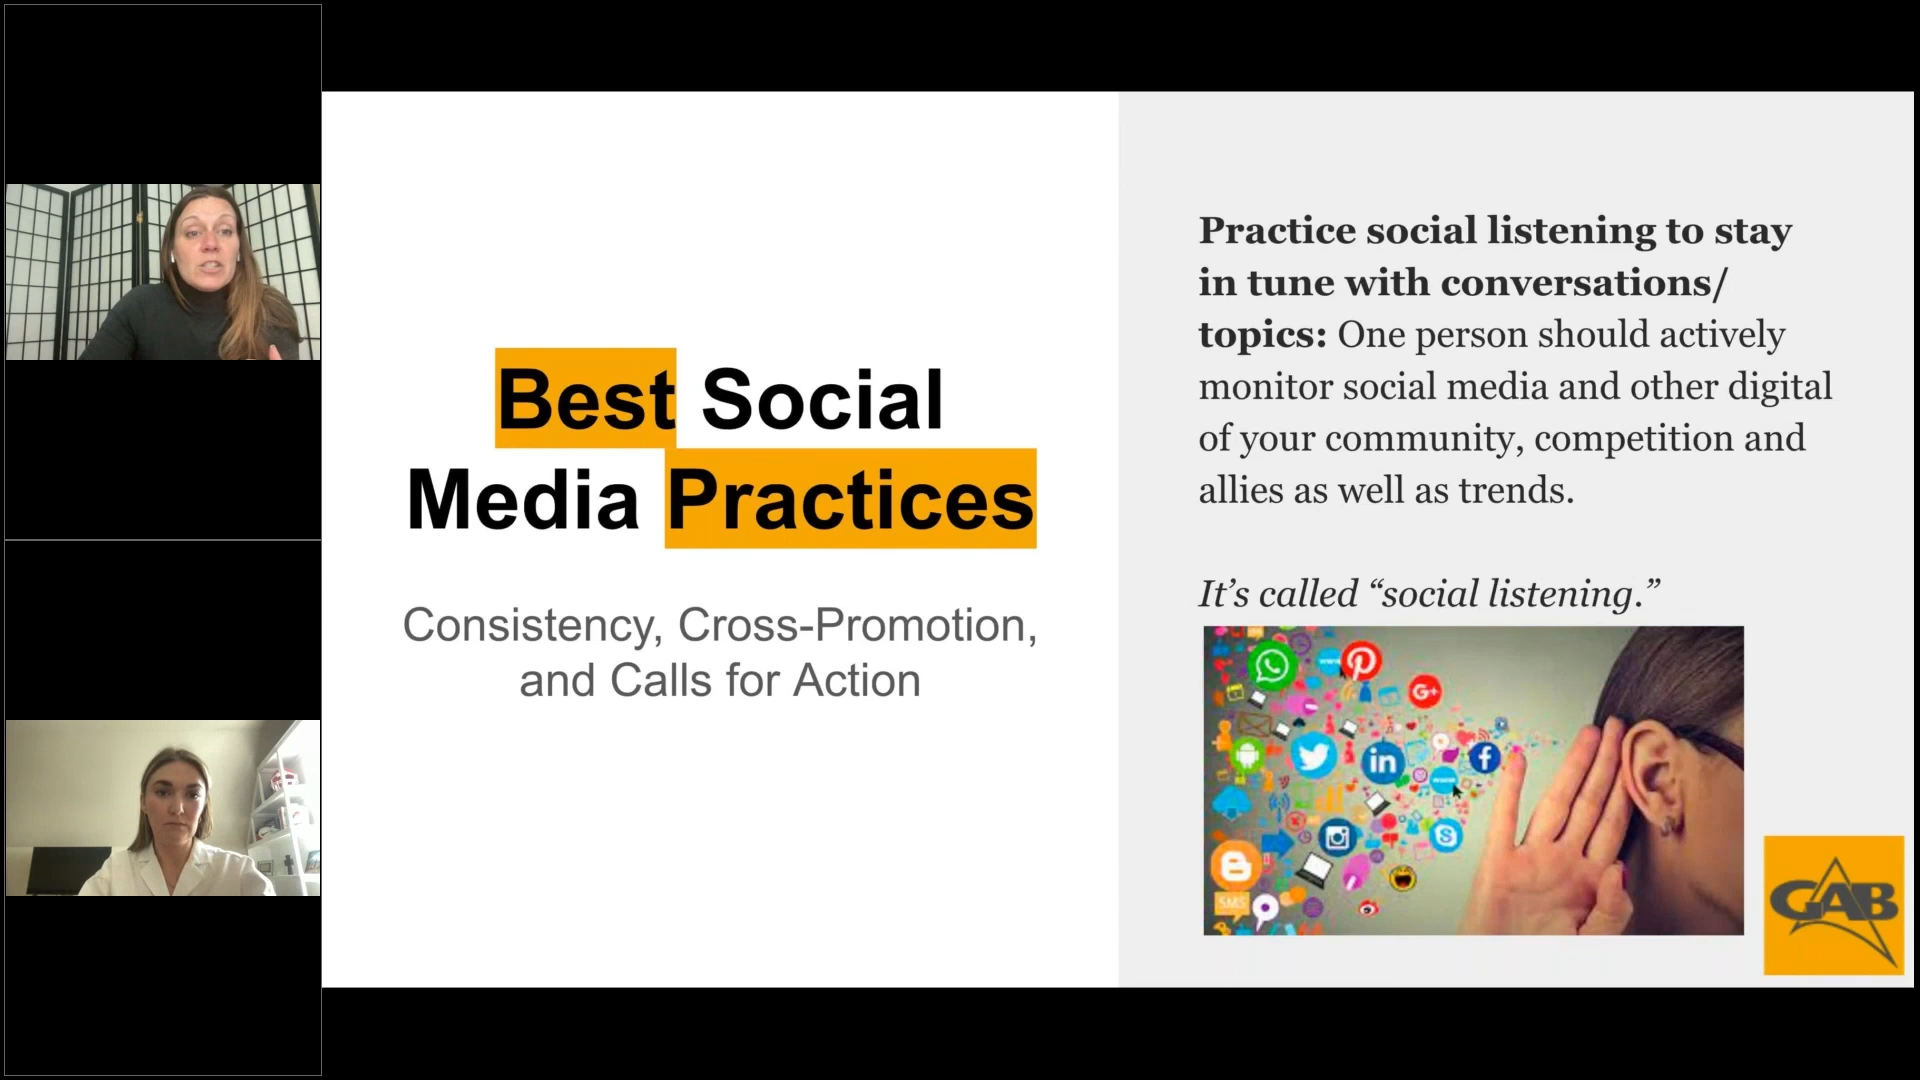 Best Social
Media Practices
Consistency, Cross-Promotion,
and Calls for Action
Practice social listening to stay
in tune with conversations/
topics: One person should actively
monitor social media and other digital
of your community, competition and
allies as well as trends.
It’s called “social listening.”
G+
in
f
SMS
GAB